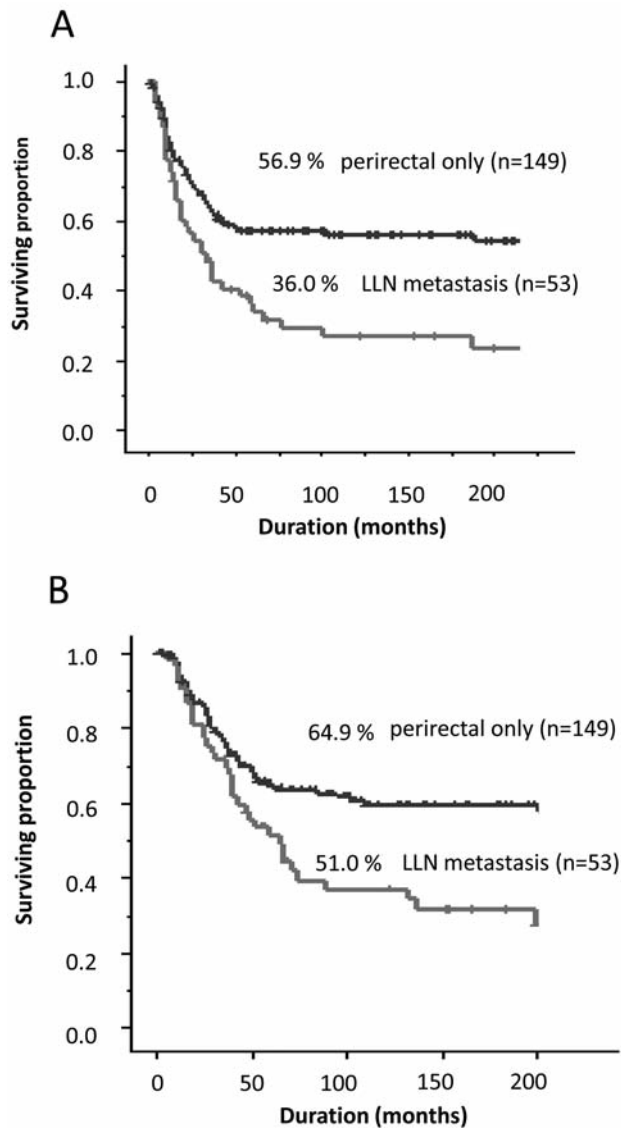 A
1.0
0.8
0.6
0.4
0.2
0.0
Surviving proportion
56.9 % perirectal only (n=149)
36.0 % LLN metastasis (n=53)
0 50 100 150 200
Duration (months)
B
1.0
0.8
0.6
0.4
0.2
0.0
Surviving proportion
64.9 % perirectal only (n=149)
51.0 % LLN metastasis (n=53)
0 50 100 150 200
Duration (months)